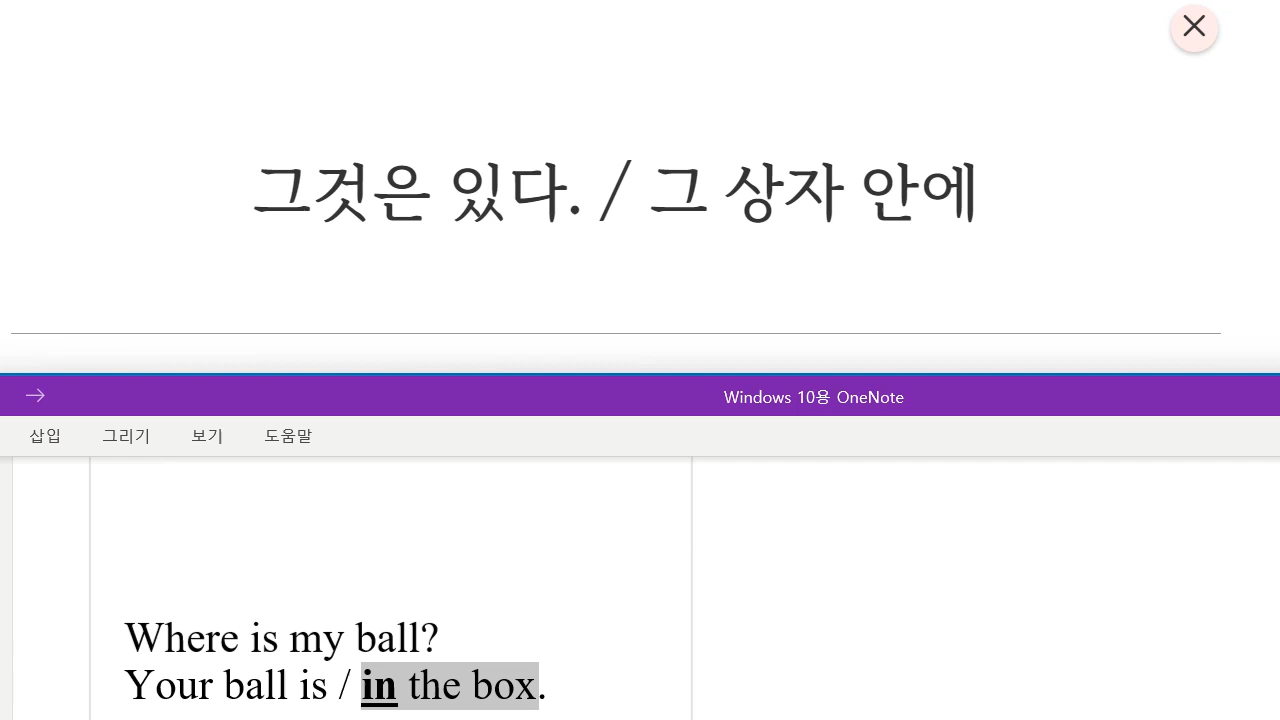 그것은 있다. / 그 상자 안에
Windows 10용 OneNote
삽입 그리기 보기 도움말
Where is my ball?
Your ball is / in the box.